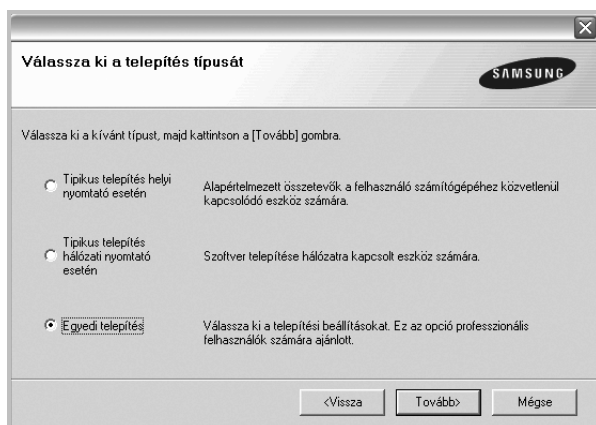 Válassza ki a telepítés típusát
SAMSUNG
Válassza ki a kívánt típust, majd kattintson a [Tovább] gombra.
Tipikus telepítés helyi
nyomtató esetén
Alapértelmezett összetevők a felhasználó számítógépéhez közvetlenül
kapcsolódó eszköz számára.
Tipikus telepítés
hálózati nyomtató
esetén
Szoftver telepítése hálózatra kapcsolt eszköz számára.
Egyedi telepítés
Válassza ki a telepítési beállításokat. Ez az opció professzionális
felhasználók számára ajánlott.
<Vissza Tovább> Mégse